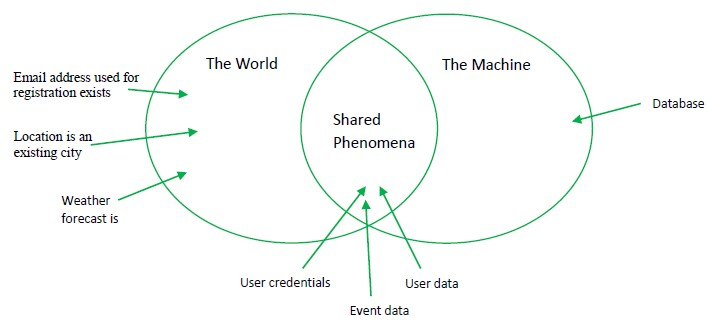 The World
The Machine
Email address used for
registration exists
Database
Shared
Phenomena
Location is an
existing city
Weather
forecast is
User credentials
User data
Event data